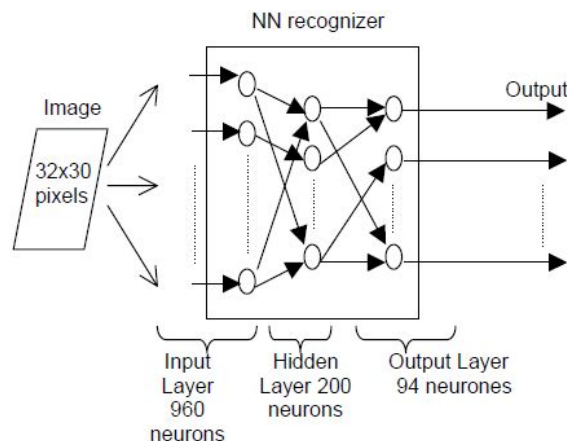 NN recognizer
Image
32x30
pixels
Output
Input
Layer
960
neurons
Hidden
Layer 200
neurons
Output Layer
94 neurones